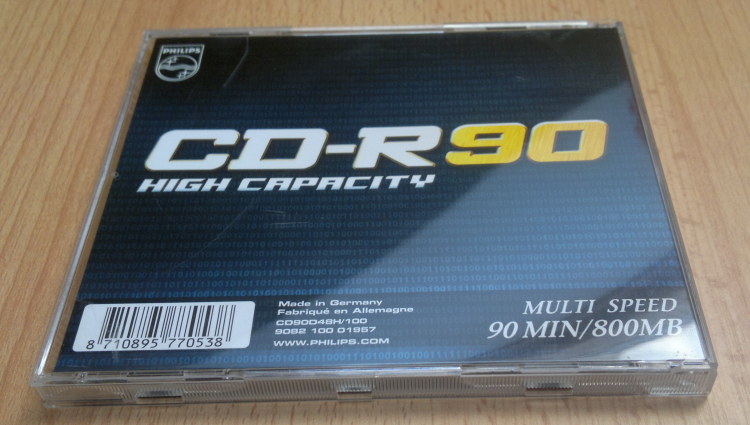 PHILIPS
CD-R 90
HIGH CAPACITY
Made in Germany
Fabriqué en Allemagne
CD9004BH/100
9082 100 01957
WWW.PHILIPS.COM
8 710895 770538
MULTI SPEED
90 MIN/800MB